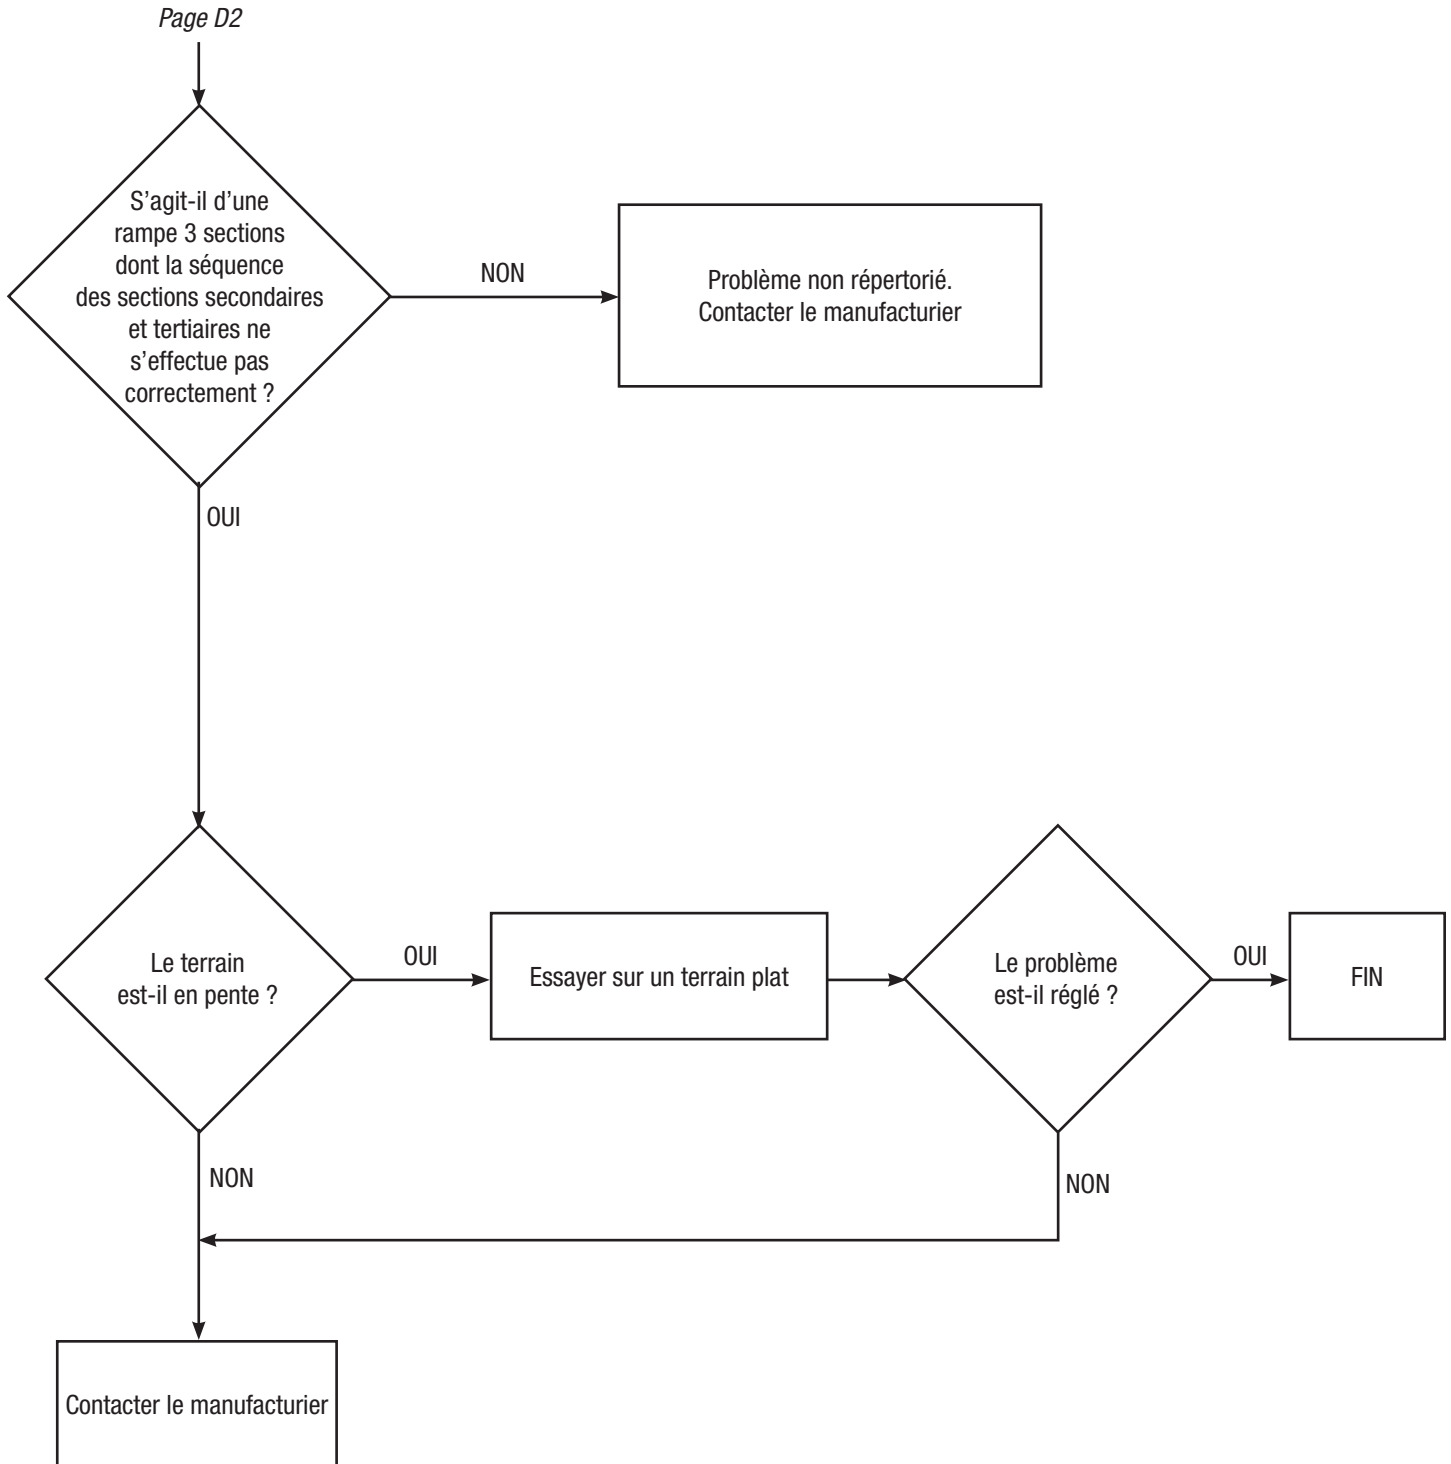 Page D2
S’agit-il d’une
rampe 3 sections
dont la séquence
des sections secondaires
et tertiaires ne
s’effectue pas
correctement ?
NON
Problème non répertorié.
Contacter le manufacturier
OUI
Le terrain
est-il en pente ?
OUI
Essayer sur un terrain plat
Le problème
est-il réglé ?
OUI
FIN
NON
NON
Contacter le manufacturier